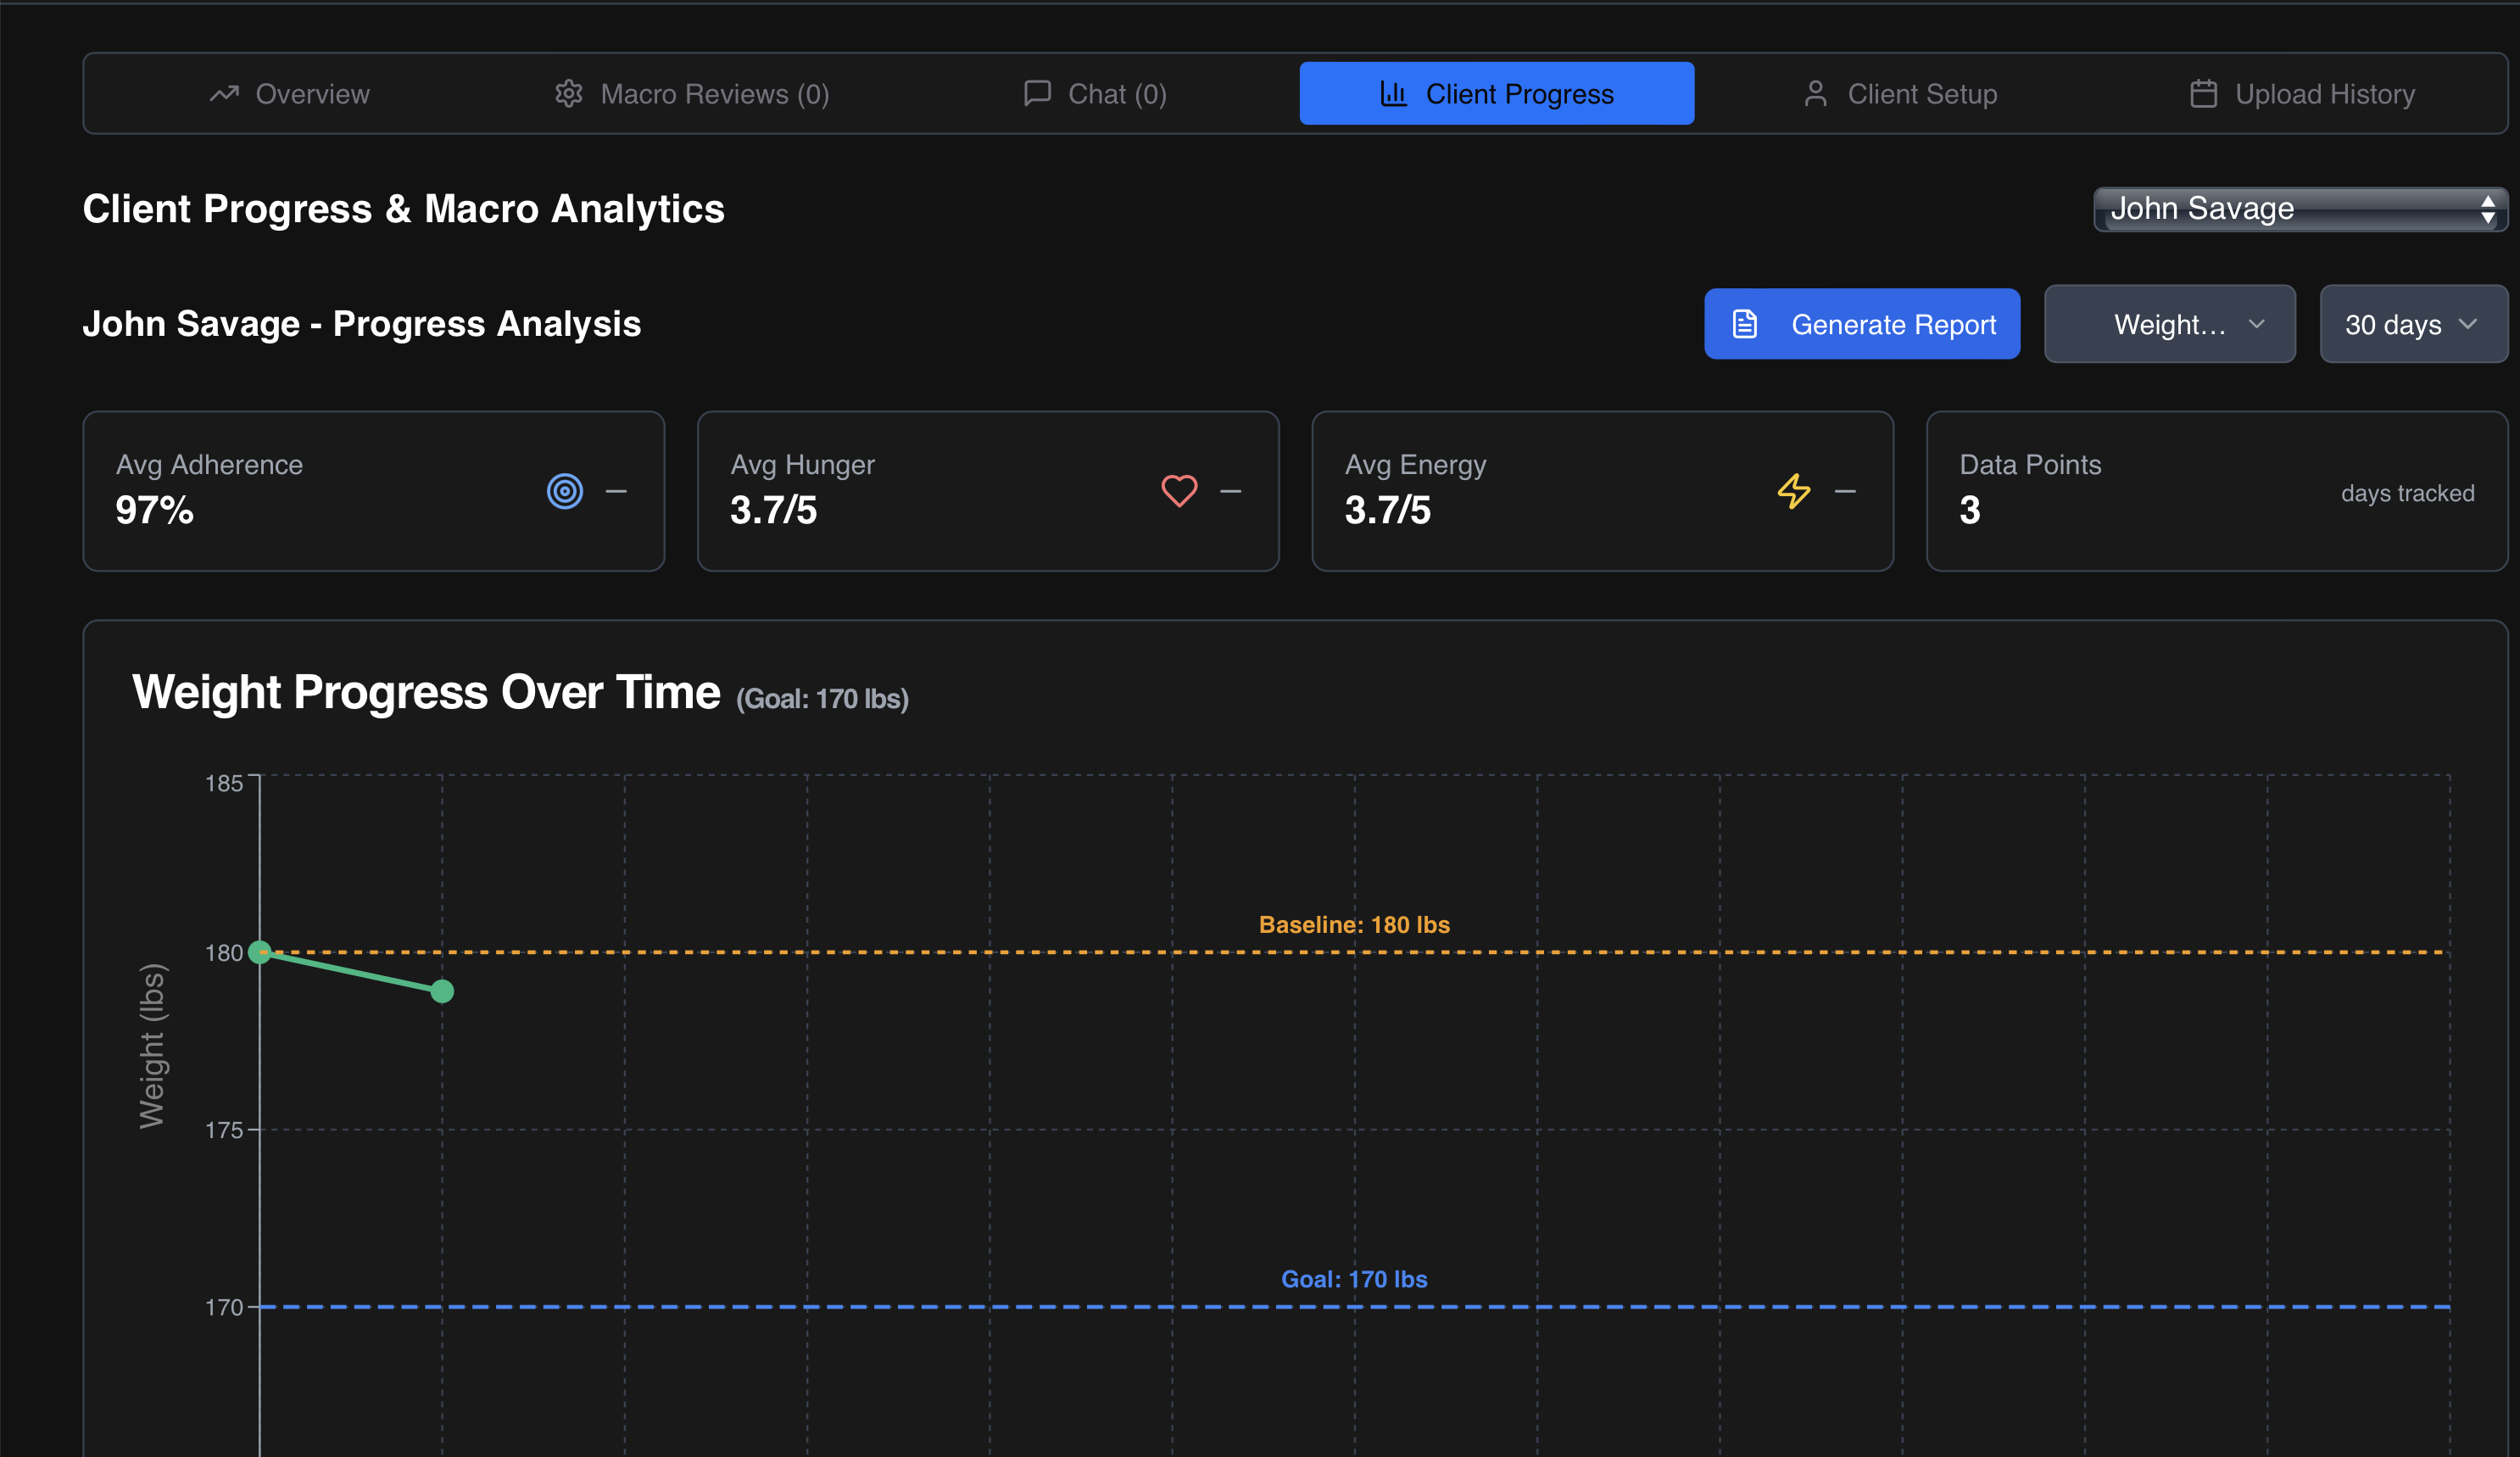 Overview Macro Reviews (0) Chat (0) Client Progress Client Setup Upload History
Client Progress & Macro Analytics
John Savage
John Savage - Progress Analysis
Generate Report
Weight...
30 days
Avg Adherence
97%
Avg Hunger
3.7/5
Avg Energy
3.7/5
Data Points
3
days tracked
Weight Progress Over Time (Goal: 170 lbs)
185
Baseline: 180 lbs
180
Weight (lbs)
175
Goal: 170 lbs
170